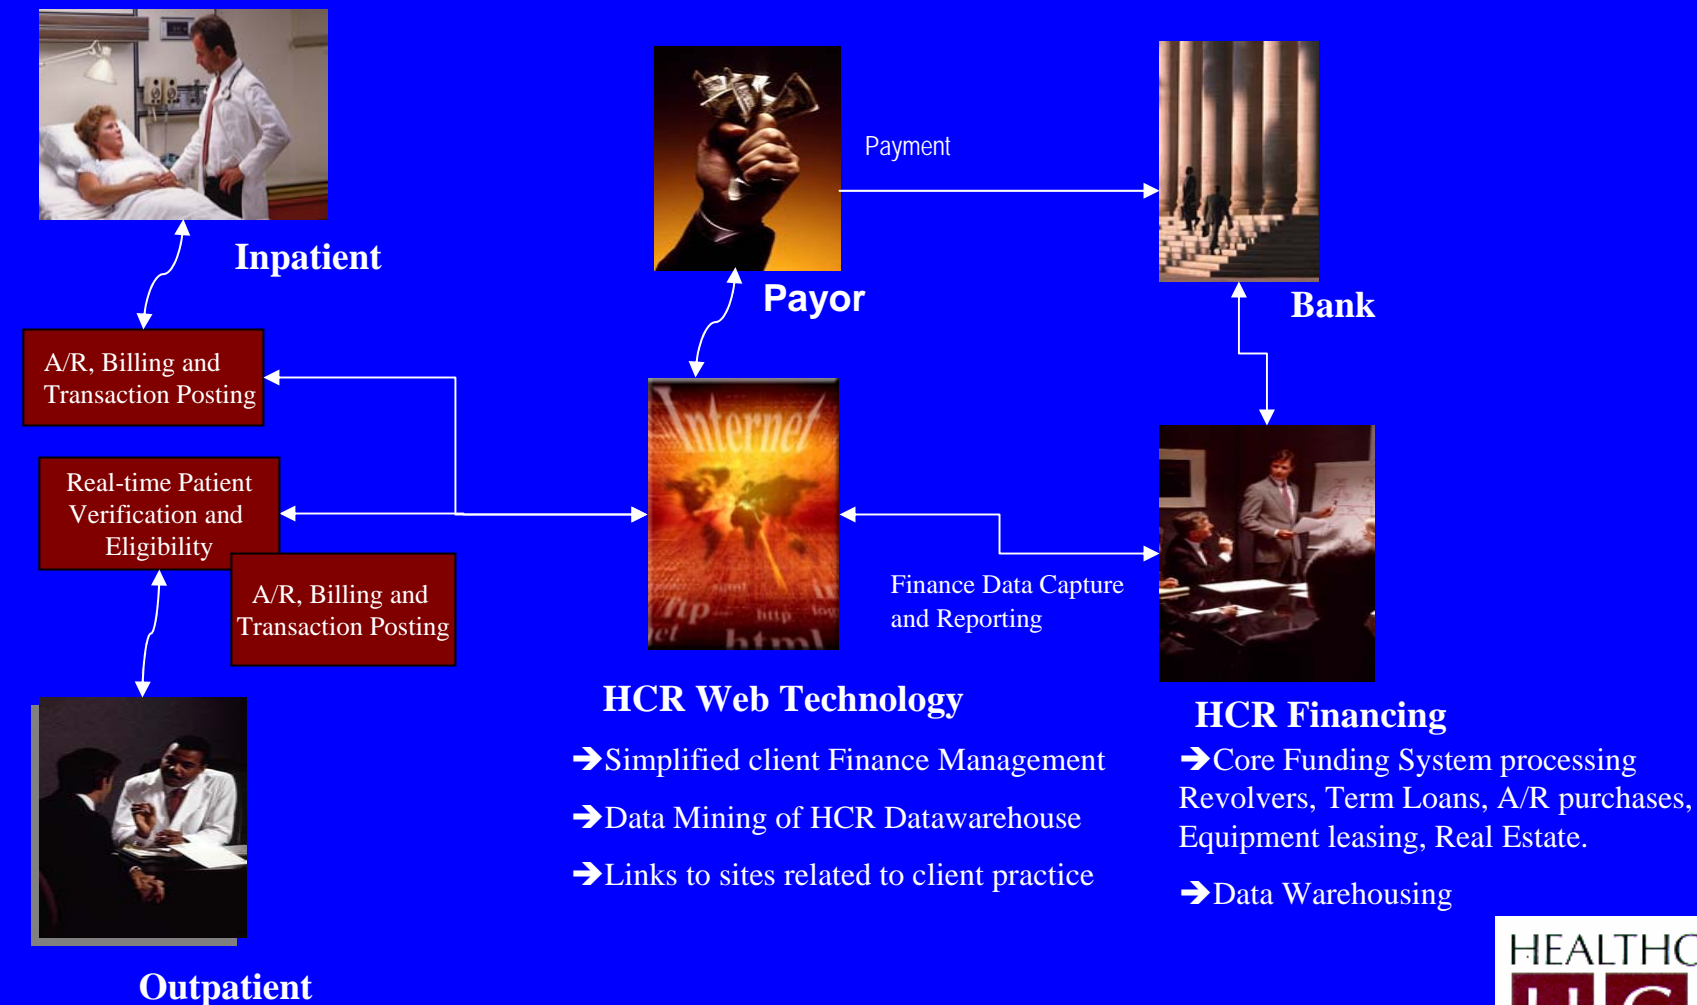 Payment
Inpatient
Payor
Bank
A/R, Billing and
Transaction Posting
Internet
Real-time Patient
Verification and
Eligibility
A/R, Billing and
Transaction Posting
Finance Data Capture
and Reporting
http
html
HCR Web Technology
➔Simplified client Finance Management
➔Data Mining of HCR Datawarehouse
➔Links to sites related to client practice
HCR Financing
➔Core Funding System processing
Revolvers, Term Loans, A/R purchases,
Equipment leasing, Real Estate.
➔Data Warehousing
Outpatient